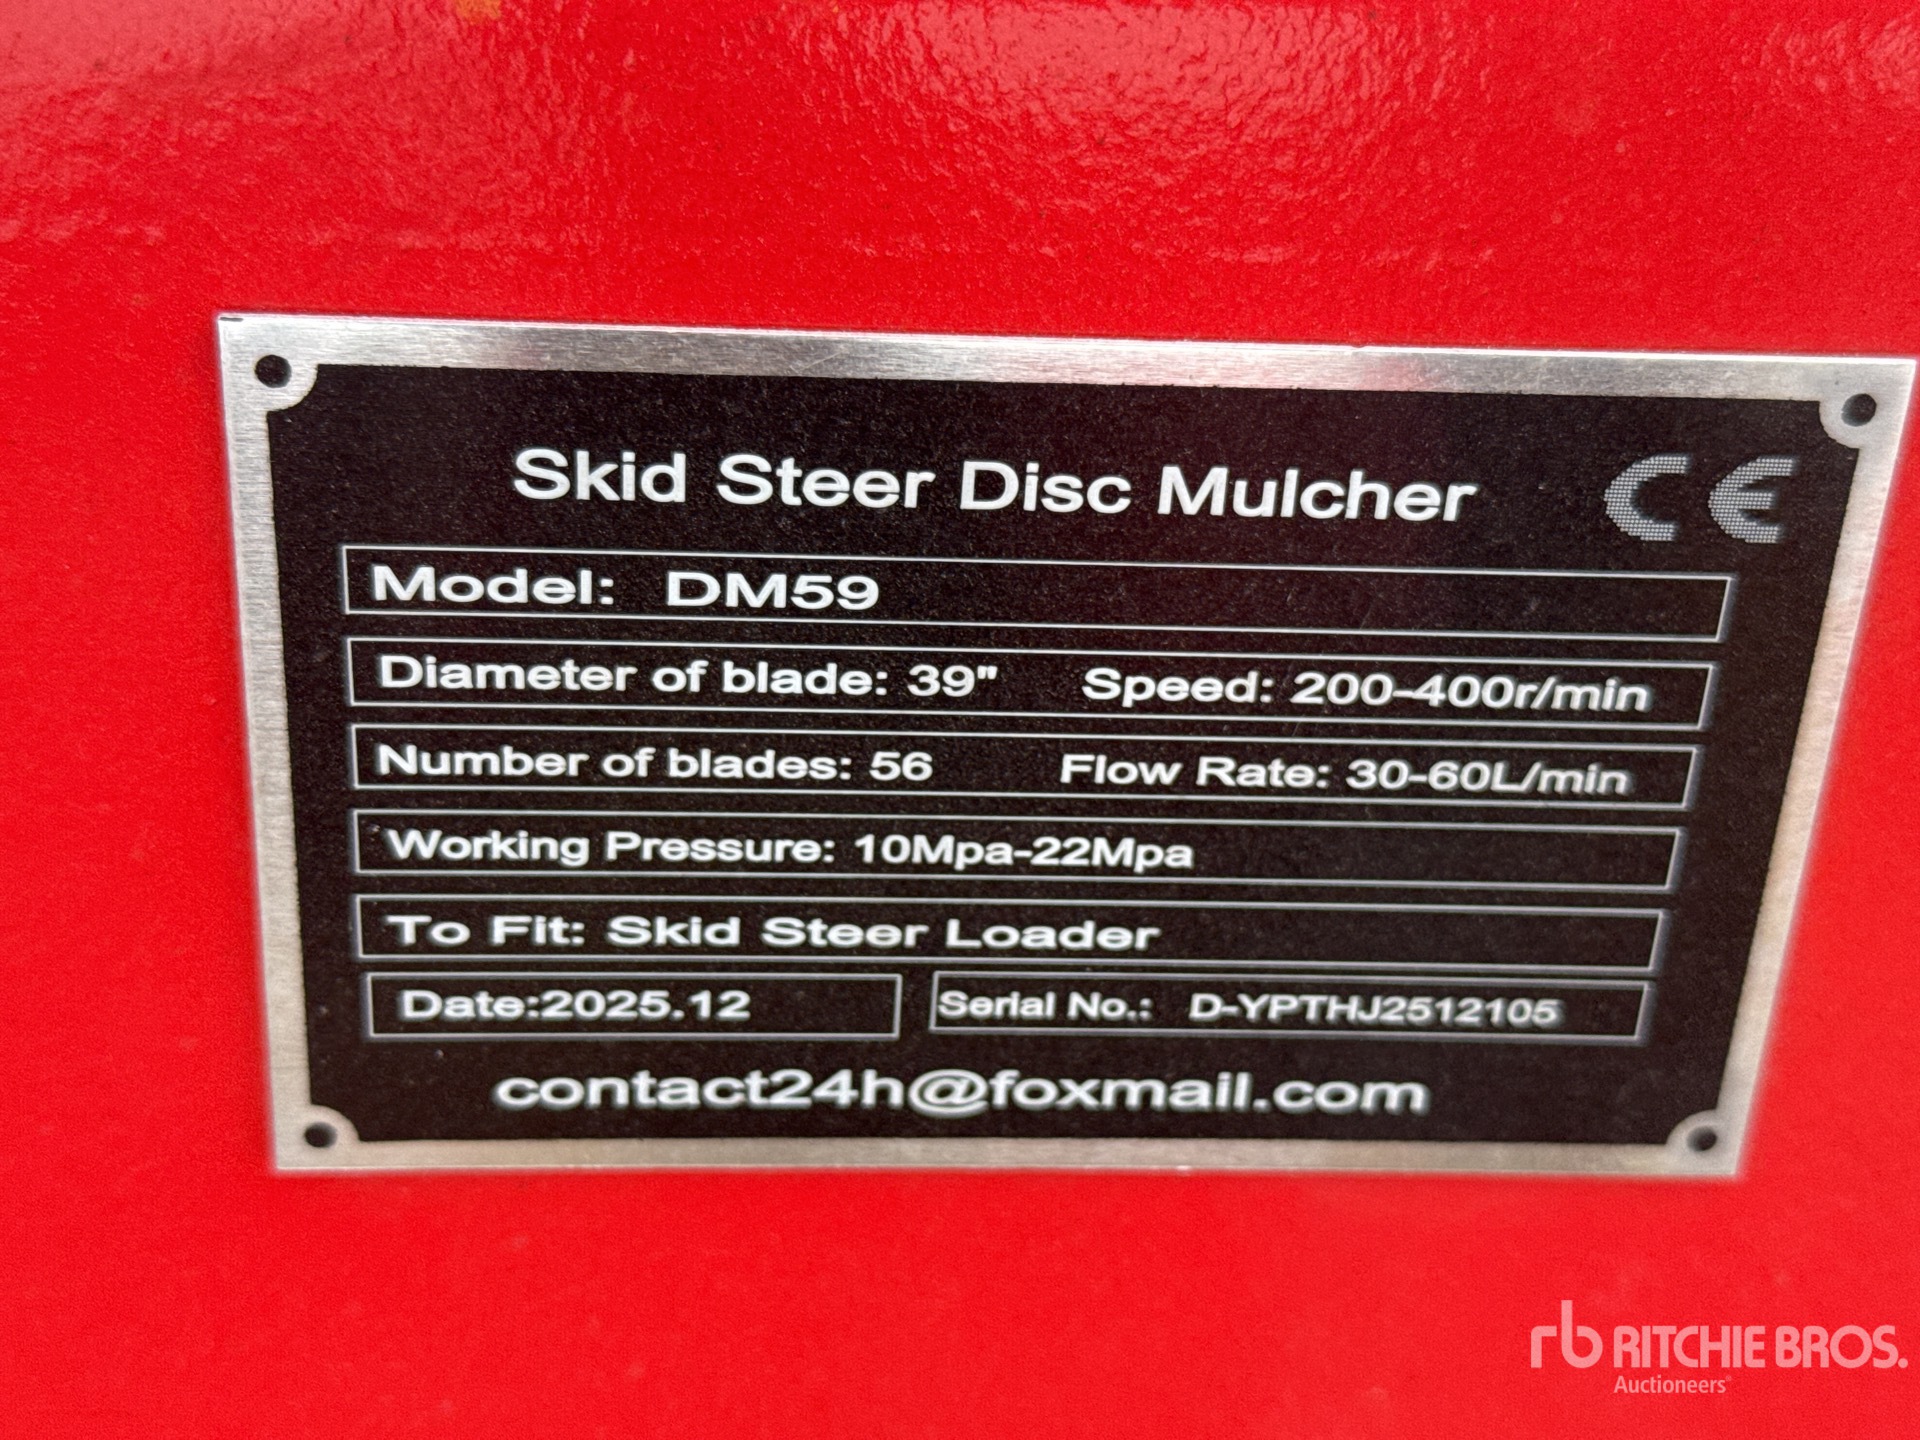 Skid Steer Disc Mulcher CE
Model: DM59
Diameter of blade: 39" Speed: 200-400r/min
Number of blades: 56 Flow Rate: 30-60L/min
Working Pressure: 10Mpa-22Mpa
To Fit: Skid Steer Loader
Date:2025.12 Serial No.: D-YPTHJ2512105
contact24h@foxmail.com
rb RITCHIE BROS.
Auctioneers